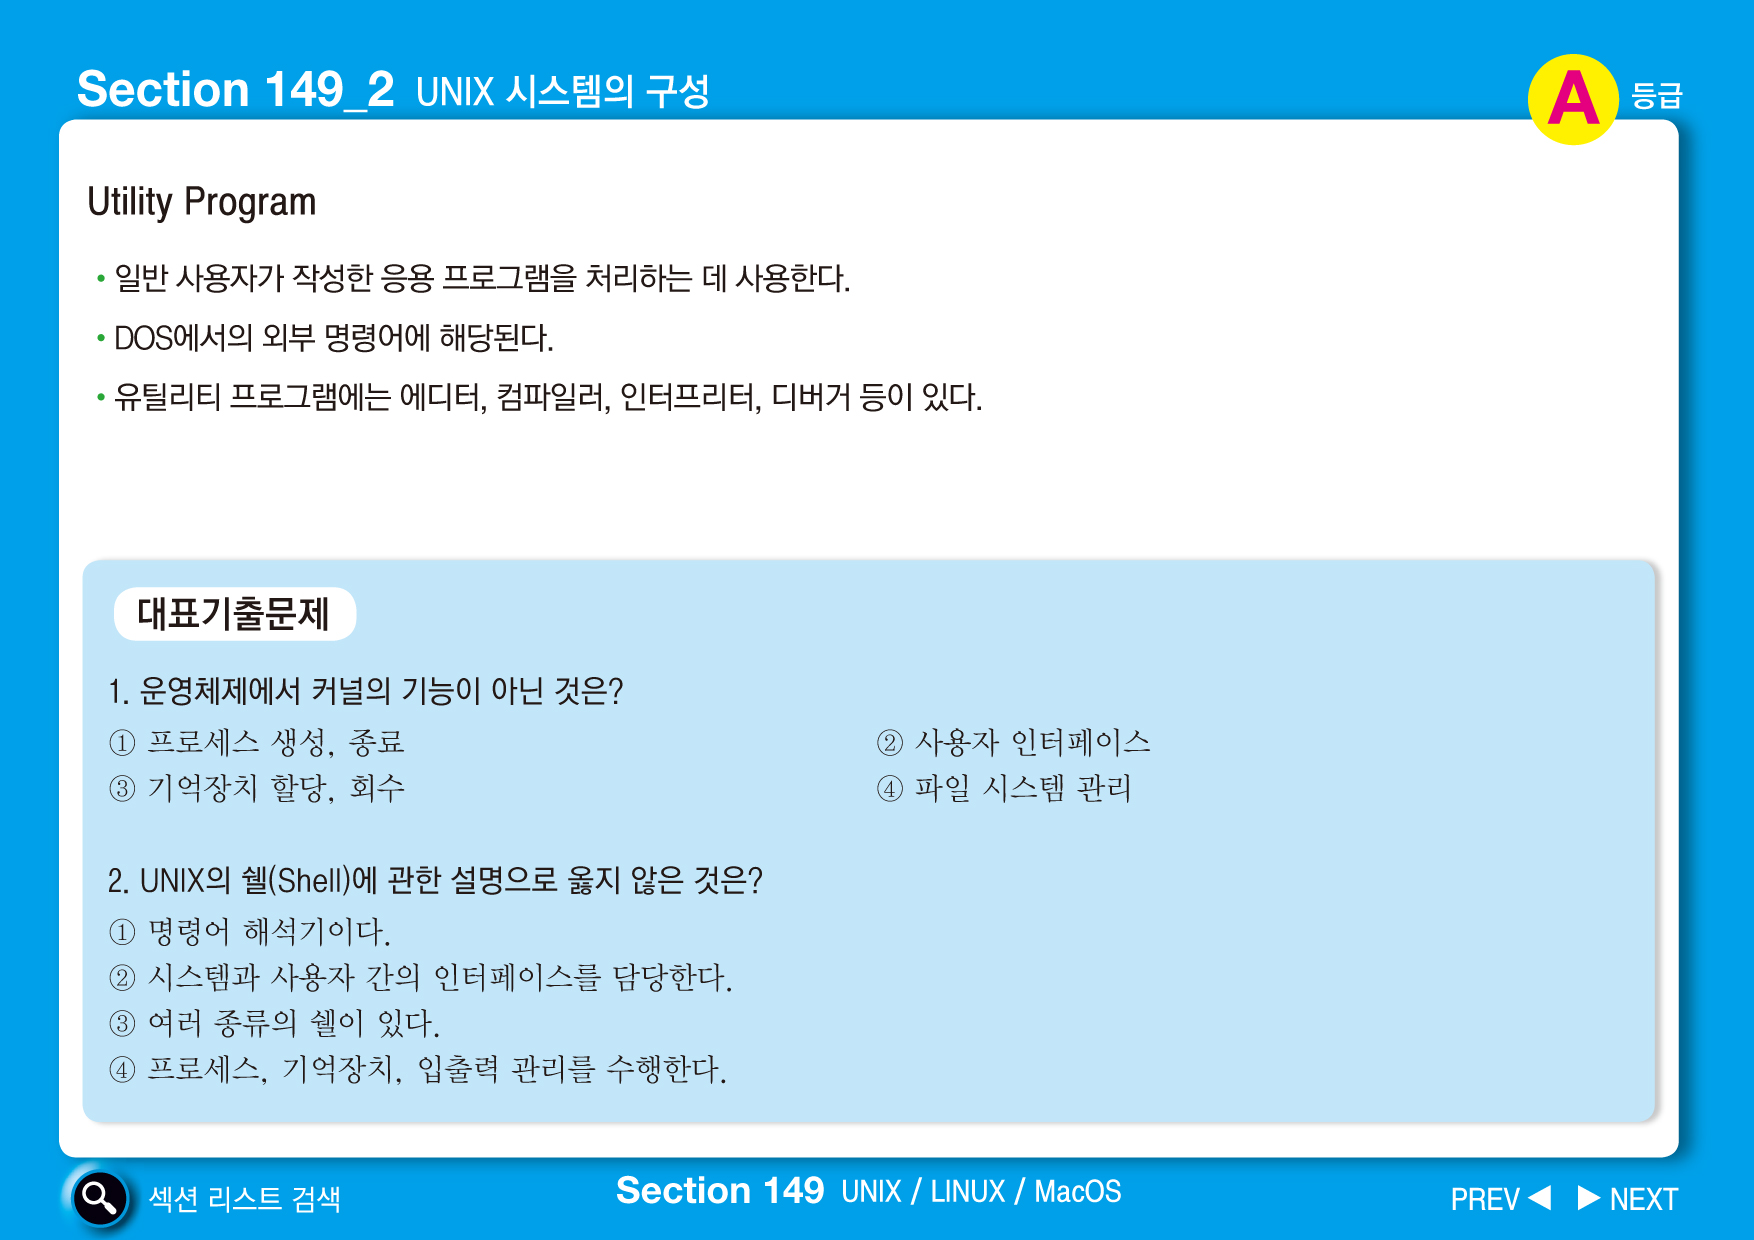 Section 149_2 UNIX 시스템의 구성
A 등급
Utility Program
• 일반 사용자가 작성한 응용 프로그램을 처리하는 데 사용한다.
• DOS에서의 외부 명령어에 해당된다.
• 유틸리티 프로그램에는 에디터, 컴파일러, 인터프리터, 디버거 등이 있다.
대표기출문제
1. 운영체제에서 커널의 기능이 아닌 것은?
① 프로세스 생성, 종료 ② 사용자 인터페이스
③ 기억장치 할당, 회수 ④ 파일 시스템 관리
2. UNIX의 쉘(Shell)에 관한 설명으로 옳지 않은 것은?
① 명령어 해석기이다.
② 시스템과 사용자 간의 인터페이스를 담당한다.
③ 여러 종류의 쉘이 있다.
④ 프로세스, 기억장치, 입출력 관리를 수행한다.
섹션 리스트 검색
Section 149 UNIX / LINUX / MacOS
PREV ◀ ▶ NEXT